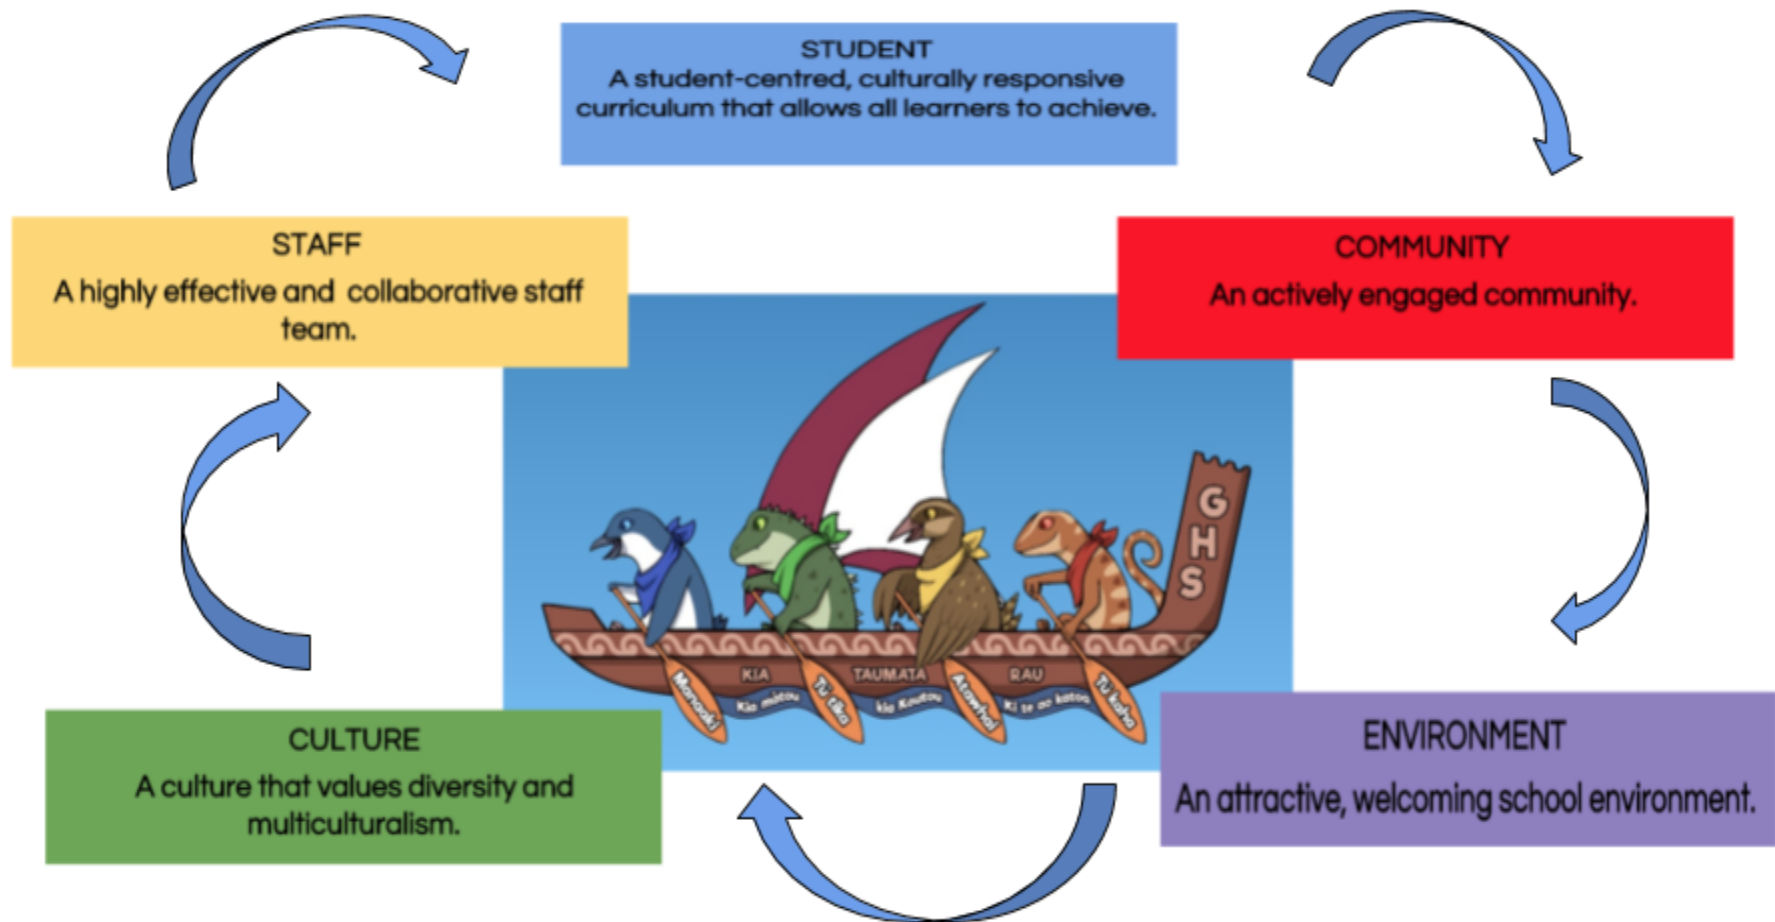 STUDENT
A student-centred, culturally responsive
curriculum that allows all learners to achieve.
STAFF
A highly effective and collaborative staff
team.
COMMUNITY
An actively engaged community.
G
H
S
KIA TAUMATA RAU
Manaaki
Kia mātou
Tū tika
kia Koutou
Atawhai
Ki te ao katoa
Tū kaha
CULTURE
A culture that values diversity and
multiculturalism.
ENVIRONMENT
An attractive, welcoming school environment.